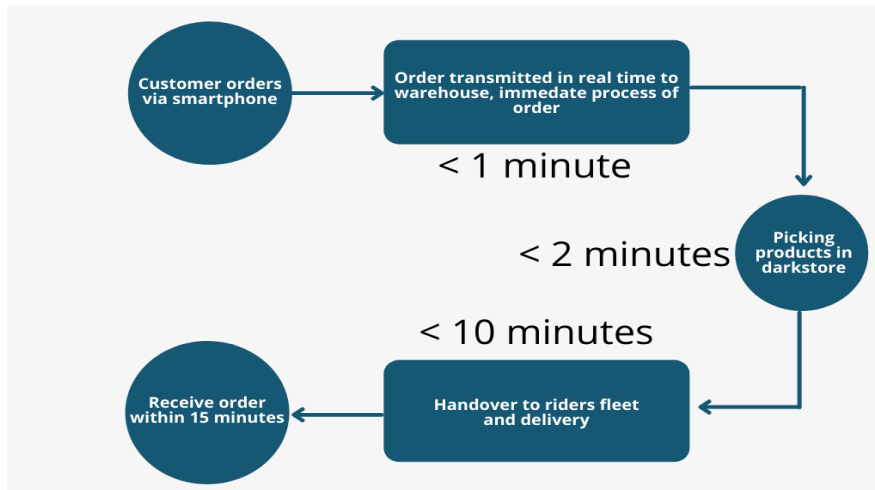 Customer orders
via smartphone
Order transmitted in real time to
warehouse, immedate process of
order
< 1 minute
Picking
products in
darkstore
< 2 minutes
< 10 minutes
Handover to riders fleet
and delivery
Receive order
within 15 minutes